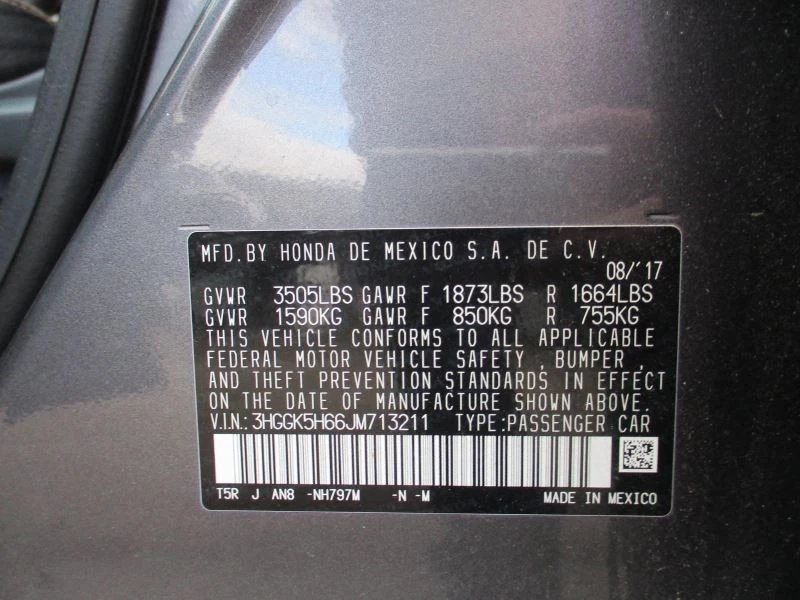 MFD. BY HONDA DE MEXICO S.A. DE C.V.
08/'17
GVWR 3505LBS GAWR F 1873LBS R 1664LBS
GVWR 1590KG GAWR F 850KG R 755KG
THIS VEHICLE CONFORMS TO ALL APPLICABLE
FEDERAL MOTOR VEHICLE SAFETY , BUMPER ,
AND THEFT PREVENTION STANDARDS IN EFFECT
ON THE DATE OF MANUFACTURE SHOWN ABOVE.
V.I.N.: 3HGGK5H66JM713211 TYPE:PASSENGER CAR
T5R J AN8 -NH797M -N -M MADE IN MEXICO